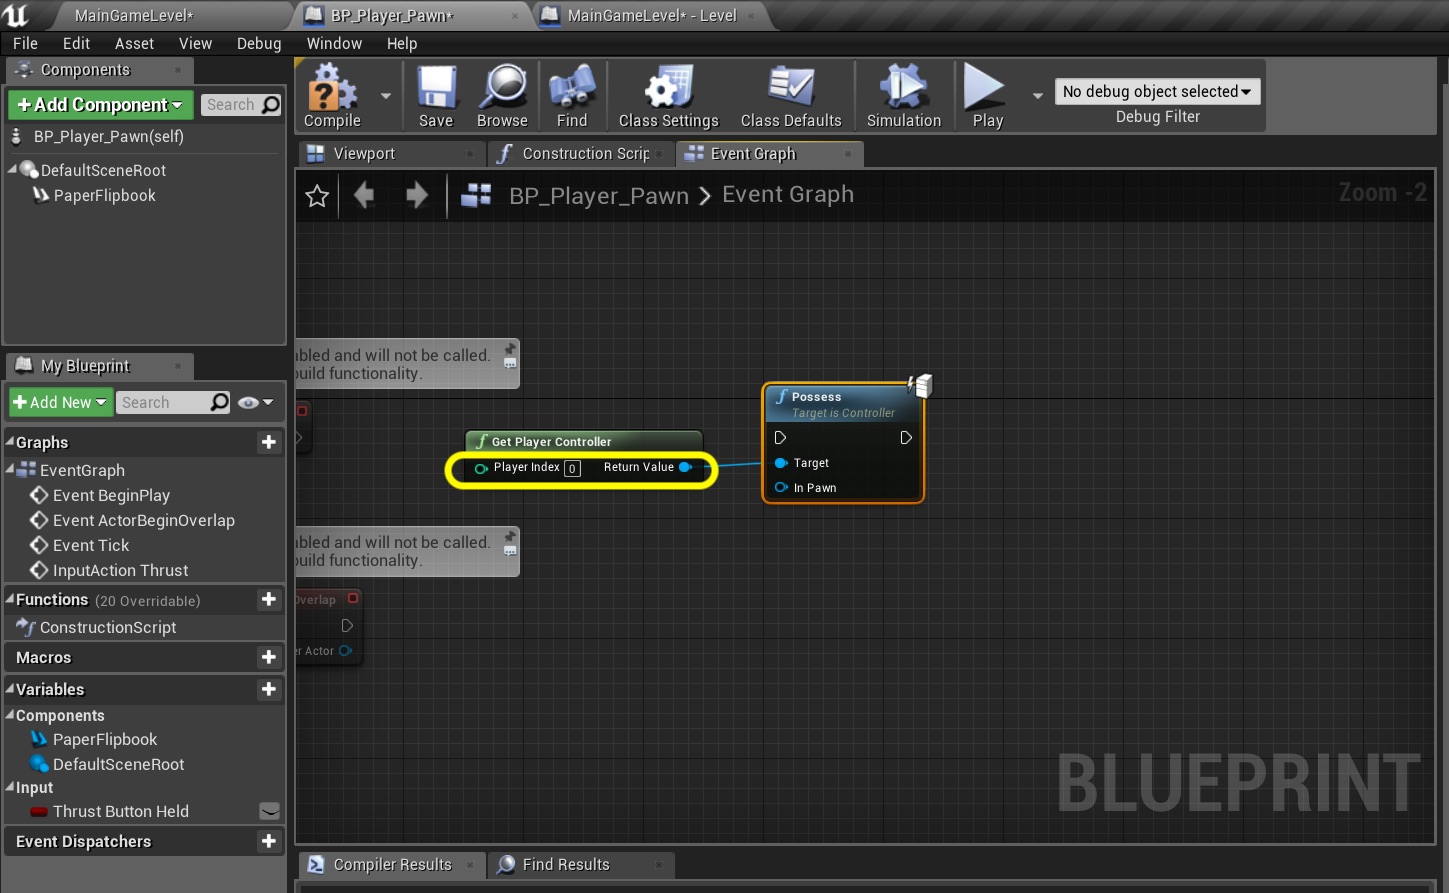 MainGameLevel*
BP_Player_Pawn*
MainGameLevel* - Level
File Edit Asset View Debug Window Help
Components
+Add Component
Search
BP_Player_Pawn(self)
DefaultSceneRoot
PaperFlipbook
Compile
Save
Browse
Find
Class Settings
Class Defaults
Simulation
Play
No debug object selected
Debug Filter
Viewport
Construction Scrip
Event Graph
BP_Player_Pawn > Event Graph
Zoom -2
My Blueprint
+Add New
Search
Graphs
EventGraph
Event BeginPlay
Event ActorBeginOverlap
Event Tick
InputAction Thrust
Functions (20 Overridable)
ConstructionScript
Macros
Variables
Components
PaperFlipbook
DefaultSceneRoot
Input
Thrust Button Held
Event Dispatchers
abled and will not be called.
build functionality.
f Get Player Controller
Player Index 0 Return Value
f Possess
Target is Controller
Target
In Pawn
abled and will not be called.
build functionality.
Overlap
er Actor
BLUEPRINT
Compiler Results
Find Results